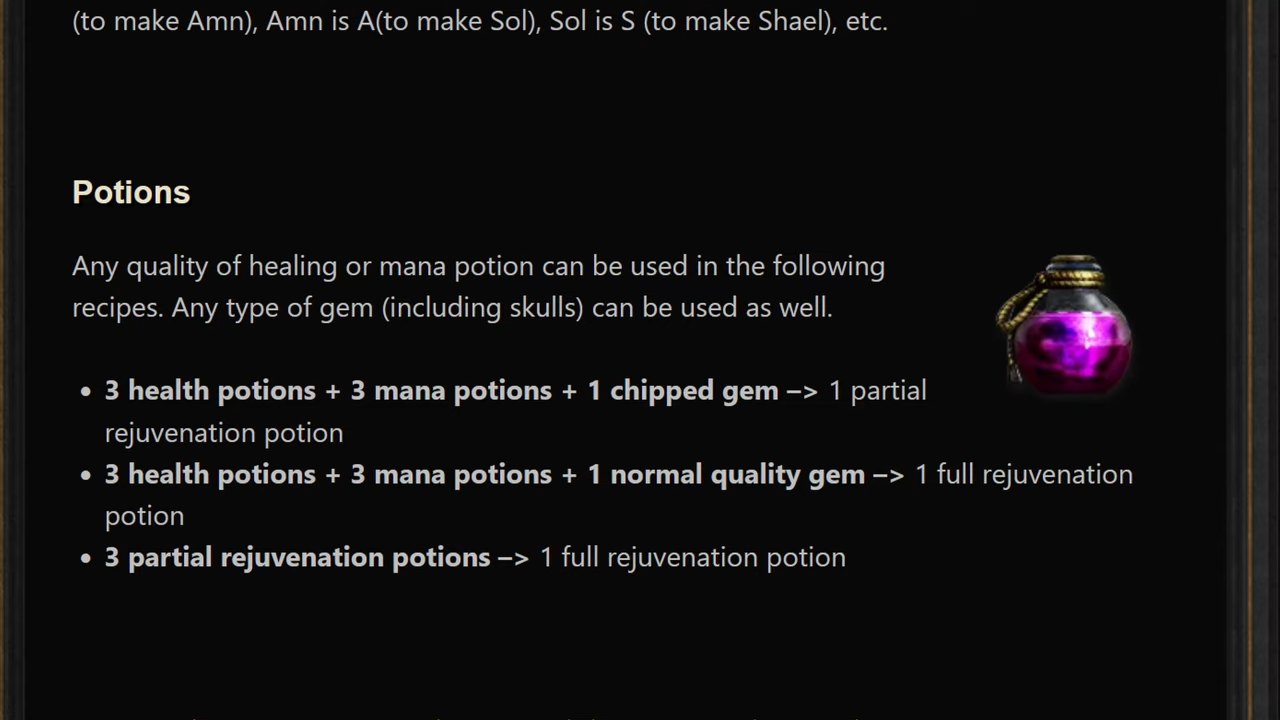 (to make Amn), Amn is A(to make Sol), Sol is S (to make Shael), etc.
Potions
Any quality of healing or mana potion can be used in the following
recipes. Any type of gem (including skulls) can be used as well.
• 3 health potions + 3 mana potions + 1 chipped gem –> 1 partial
rejuvenation potion
• 3 health potions + 3 mana potions + 1 normal quality gem –> 1 full rejuvenation
potion
• 3 partial rejuvenation potions –> 1 full rejuvenation potion